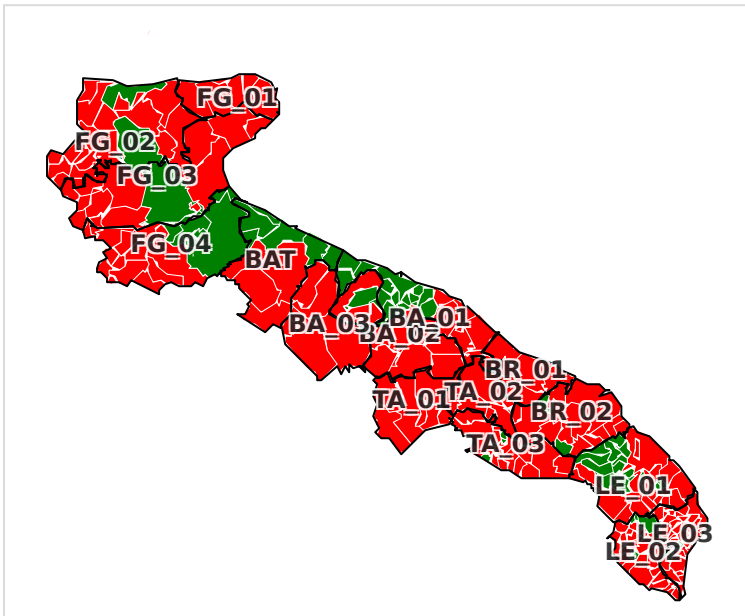 FG_01
FG_02
FG_03
FG_04
BAT
BA_01
BA_03
BA_02
BR_01
TA_02
TA_01
BR_02
TA_03
LE_01
LE_03
LE_02